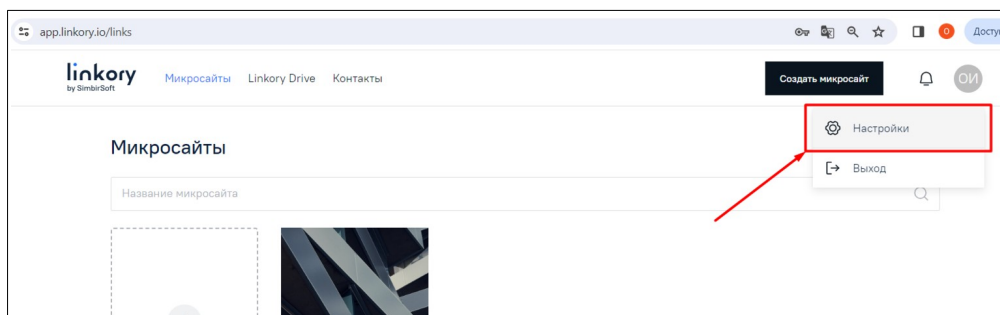 app.linkory.io/links
О
Досту
linkory
by SimbirSoft
Микросайты Linkory Drive Контакты
Создать микросайт
ОИ
Настройки
Микросайты
Выход
Название микросайта